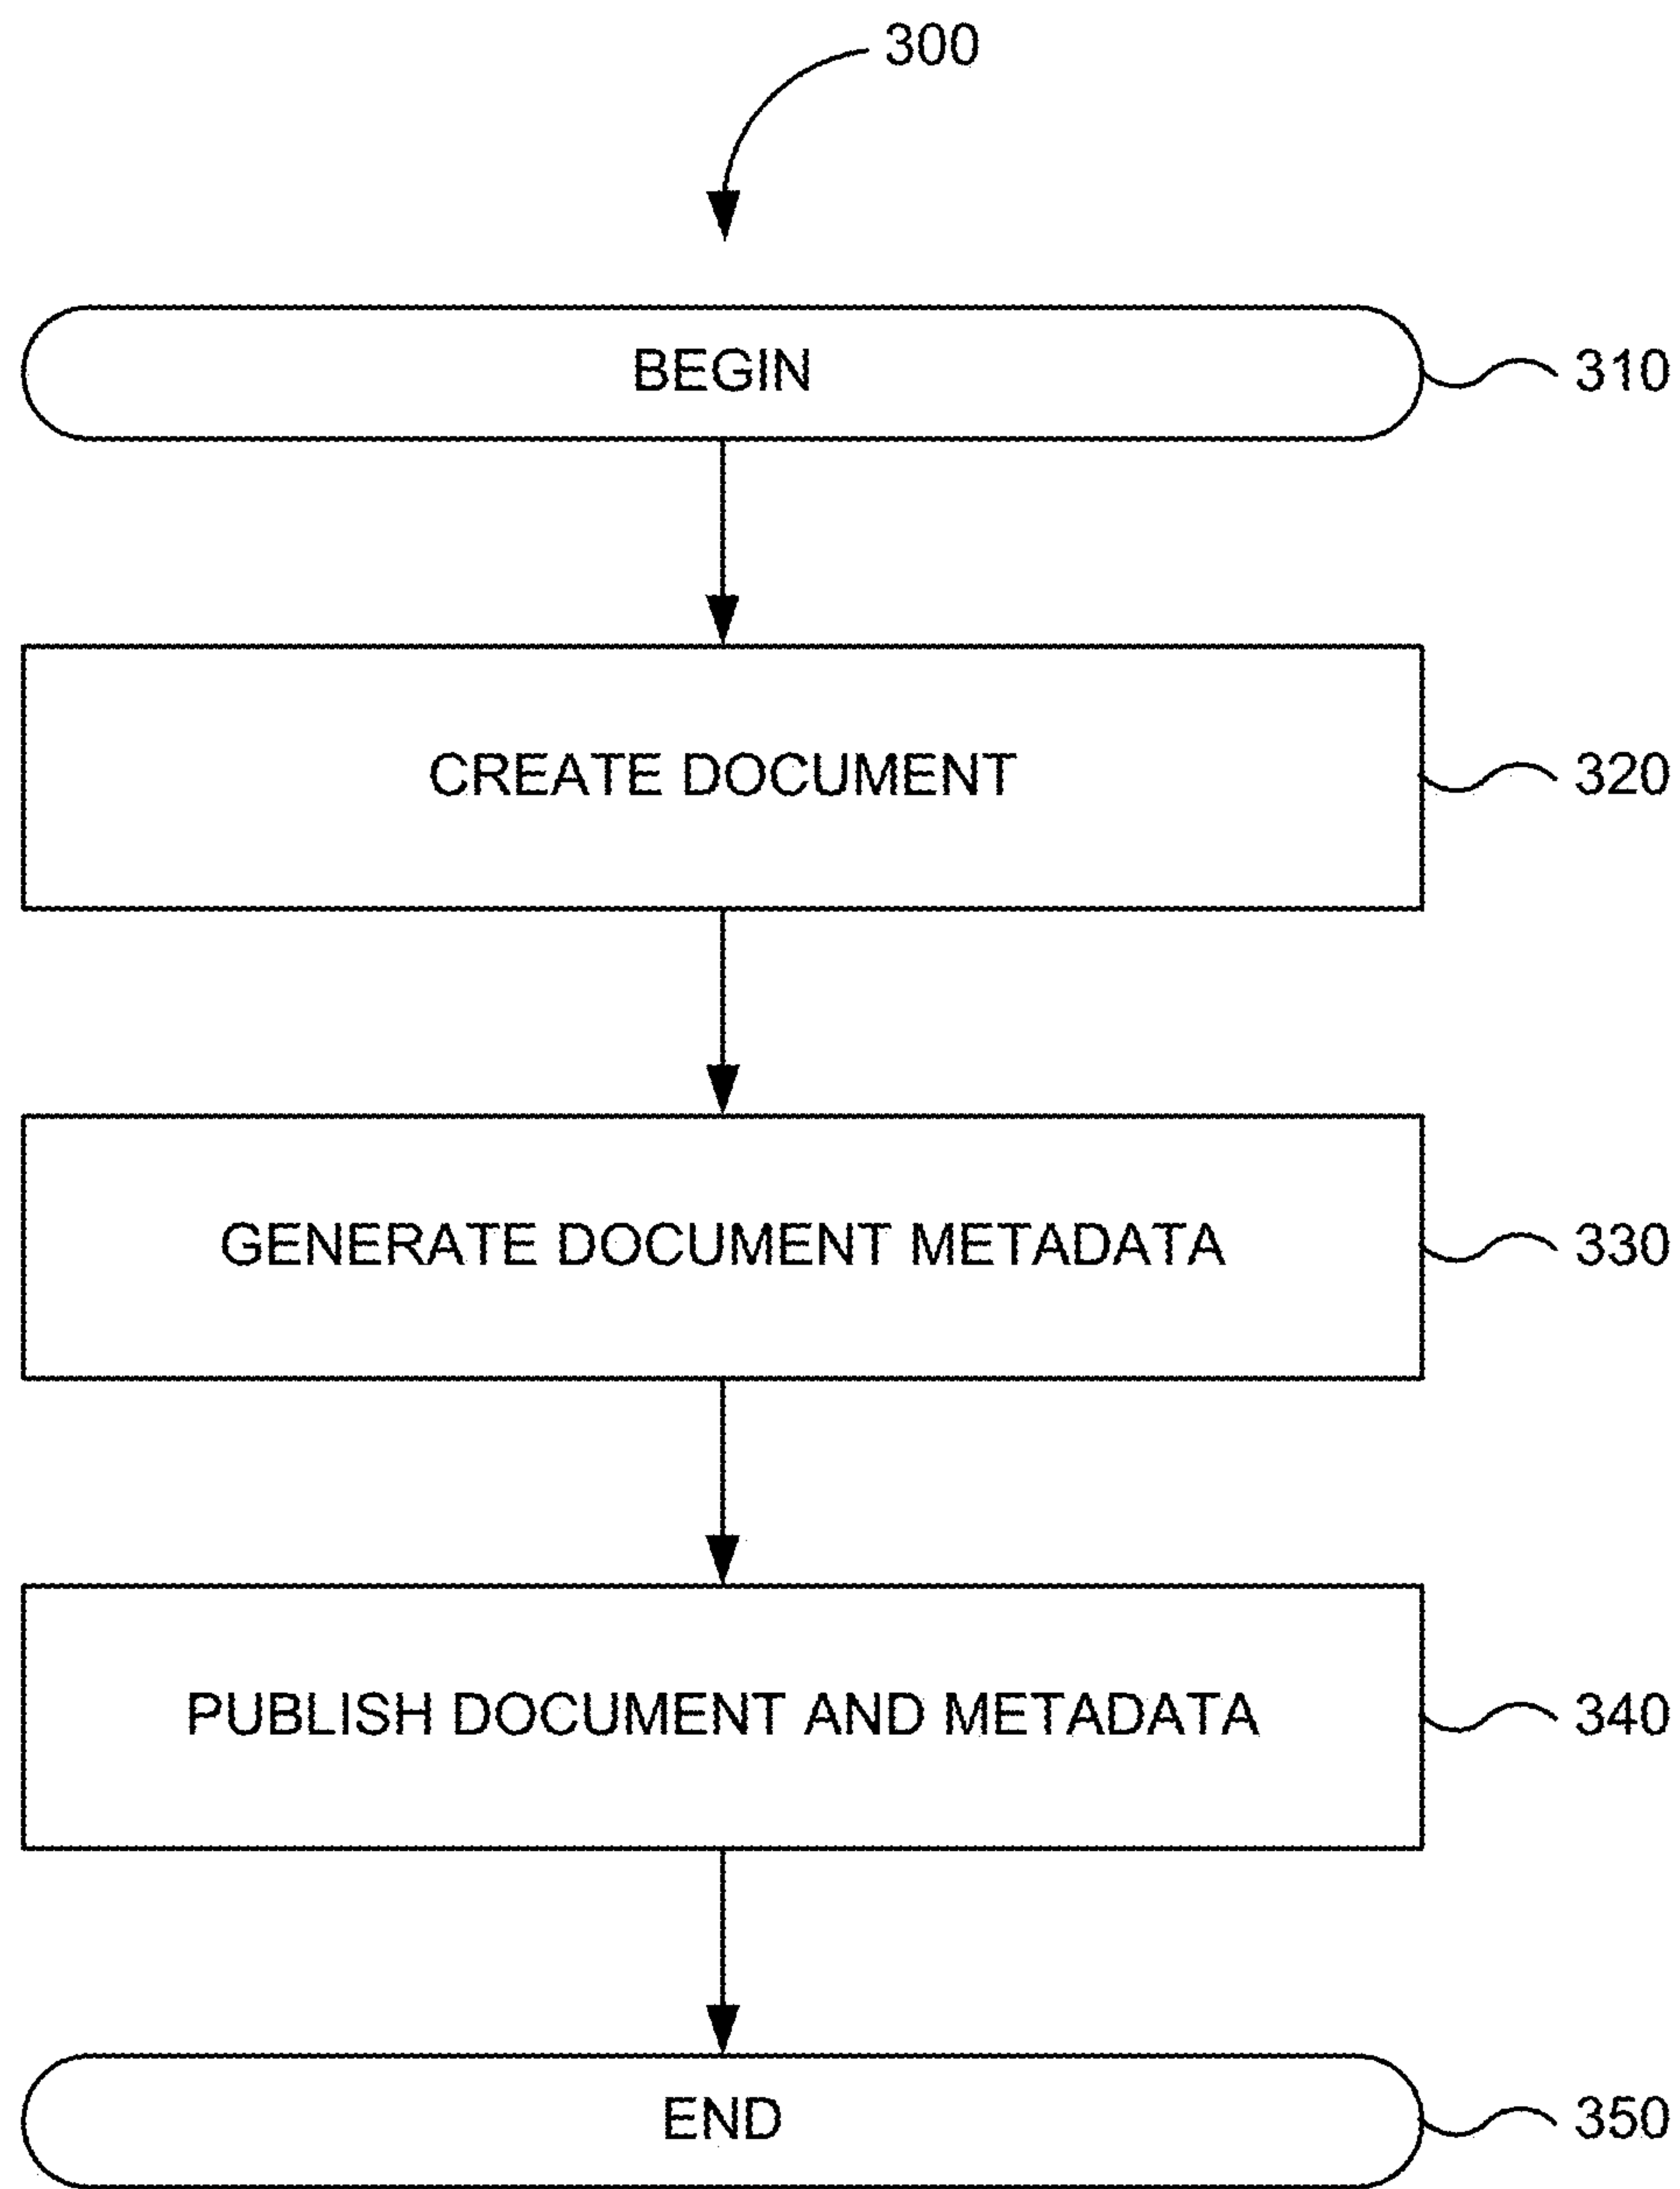 300
BEGIN
310
CREATE DOCUMENT
320
GENERATE DOCUMENT METADATA
330
PUBLISH DOCUMENT AND METADATA
340
END
350